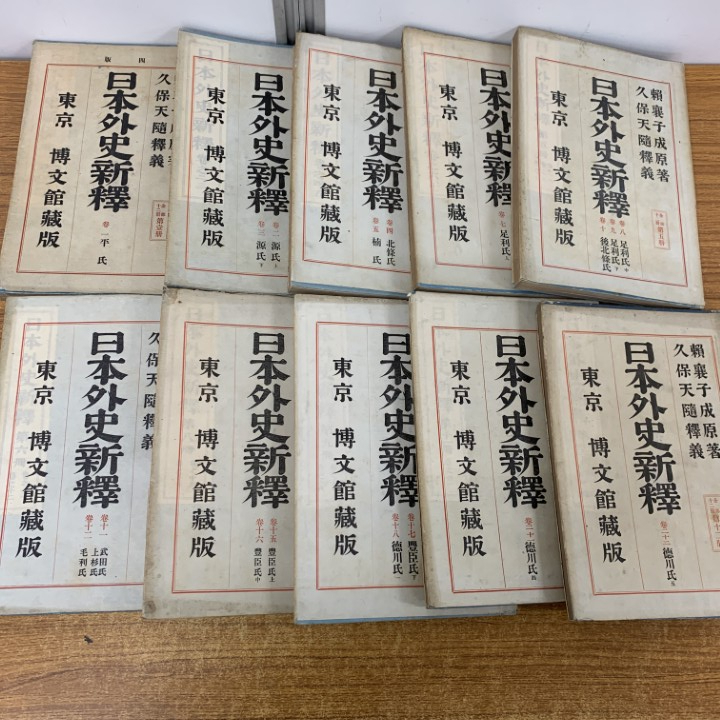 四版
久保天隨釋義
日本外史新釋
卷一 平氏
東京 博文館藏版
日本外史新釋
卷二 源氏上
卷三 源氏下
東京 博文館藏版
日本外史新釋
卷四 北條氏
卷五 楠氏
東京 博文館藏版
日本外史新釋
卷七 足利氏上
東京 博文館藏版
賴襄子成原著
久保天隨釋義
日本外史新釋
卷八 足利氏中
卷九 足利氏下
卷十 後北條氏
東京 博文館藏版
久保天隨釋義
日本外史新釋
卷十一 武田氏 上杉氏
卷十二 毛利氏
東京 博文館藏版
日本外史新釋
卷十五 豐臣氏上
卷十六 豐臣氏中
東京 博文館藏版
日本外史新釋
卷十七 豐臣氏下
卷十八 德川氏
東京 博文館藏版
日本外史新釋
卷二十 德川氏
東京 博文館藏版
賴襄子成原著
久保天隨釋義
日本外史新釋
卷二十二 德川氏五
東京 博文館藏版